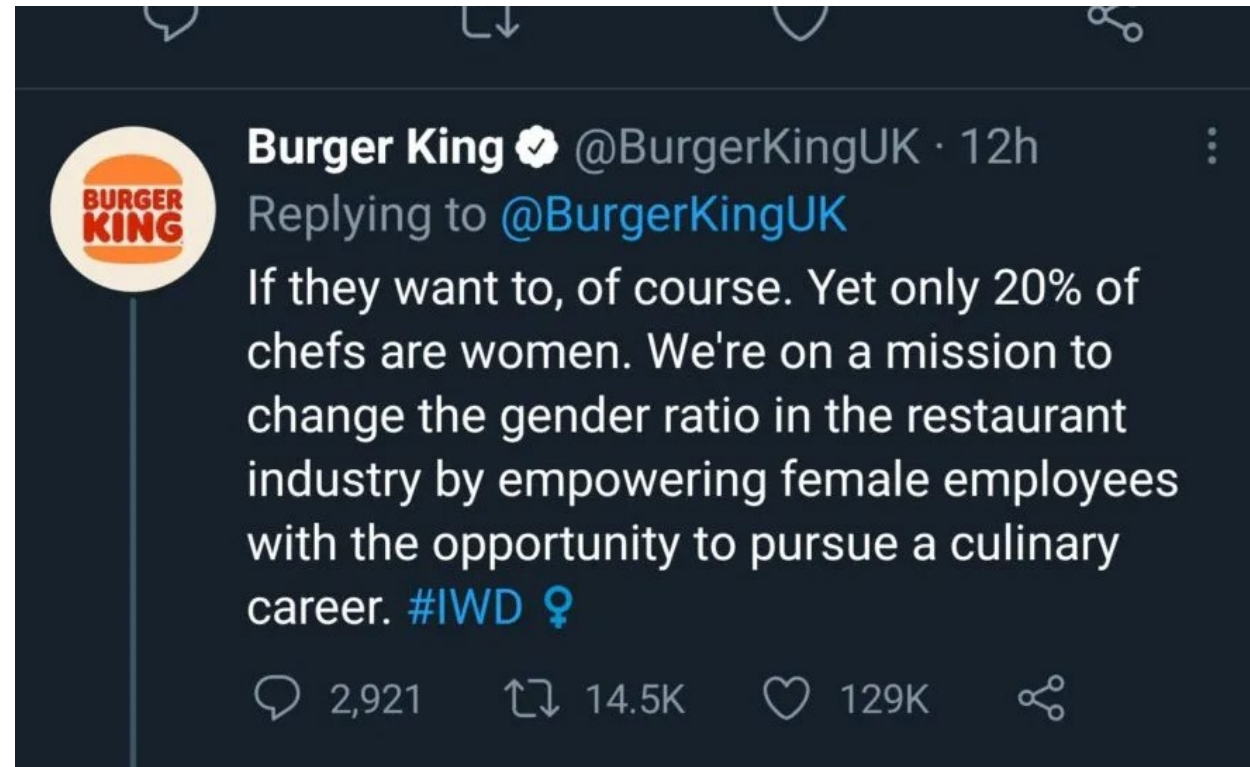 Burger King @BurgerKingUK · 12h
BURGER
KING
Replying to @BurgerKingUK
If they want to, of course. Yet only 20% of
chefs are women. We're on a mission to
change the gender ratio in the restaurant
industry by empowering female employees
with the opportunity to pursue a culinary
career. #IWD ♀
2,921 14.5K 129K